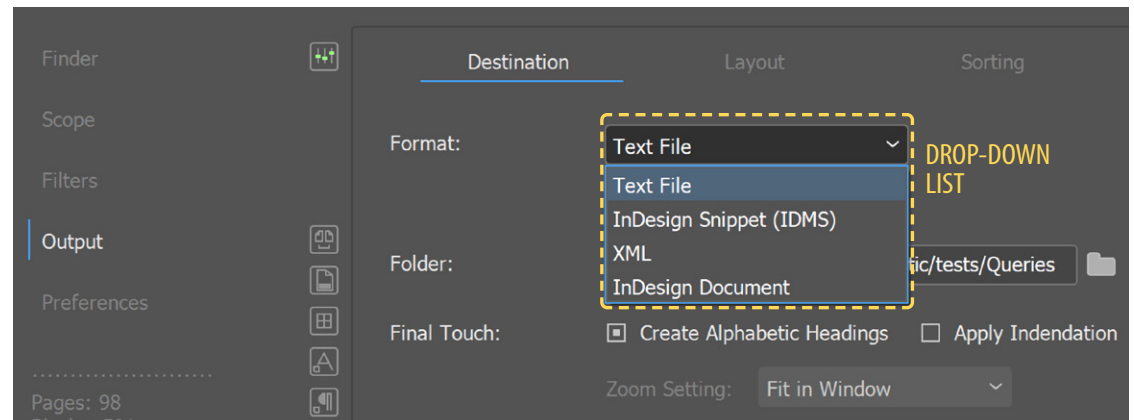 Finder
Scope
Filters
Output
Preferences
Pages: 98
Destination Layout Sorting
Format: Text File
DROP-DOWN
LIST
Text File
InDesign Snippet (IDMS)
XML
InDesign Document
Folder: tic/tests/Queries
Final Touch: Create Alphabetic Headings Apply Indentation
Zoom Setting: Fit in Window